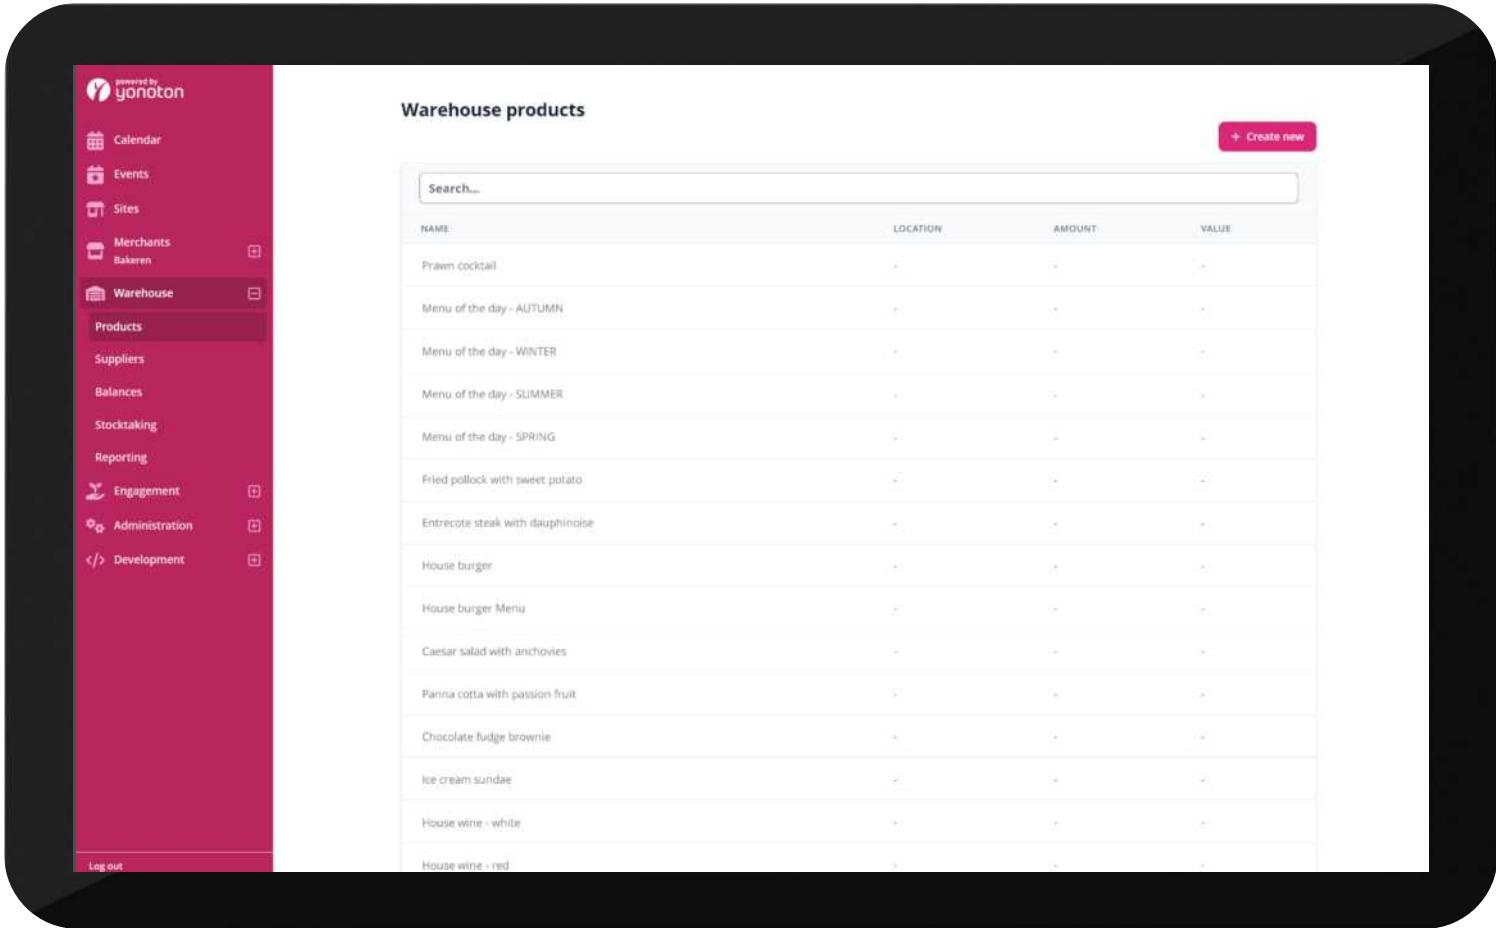 powered by
yonoton
Calendar
Events
Sites
Merchants
Bakeren
Warehouse
Products
Suppliers
Balances
Stocktaking
Reporting
Engagement
Administration
</> Development
Log out
Warehouse products
+ Create new
Search...
NAME LOCATION AMOUNT VALUE
Prawn cocktail - - -
Menu of the day - AUTUMN - - -
Menu of the day - WINTER - - -
Menu of the day - SUMMER - - -
Menu of the day - SPRING - - -
Fried pollock with sweet potato - - -
Entrecote steak with dauphinoise - - -
House burger - - -
House burger Menu - - -
Caesar salad with anchovies - - -
Panna cotta with passion fruit - - -
Chocolate fudge brownie - - -
Ice cream sundae - - -
House wine - white - - -
House wine - red - - -